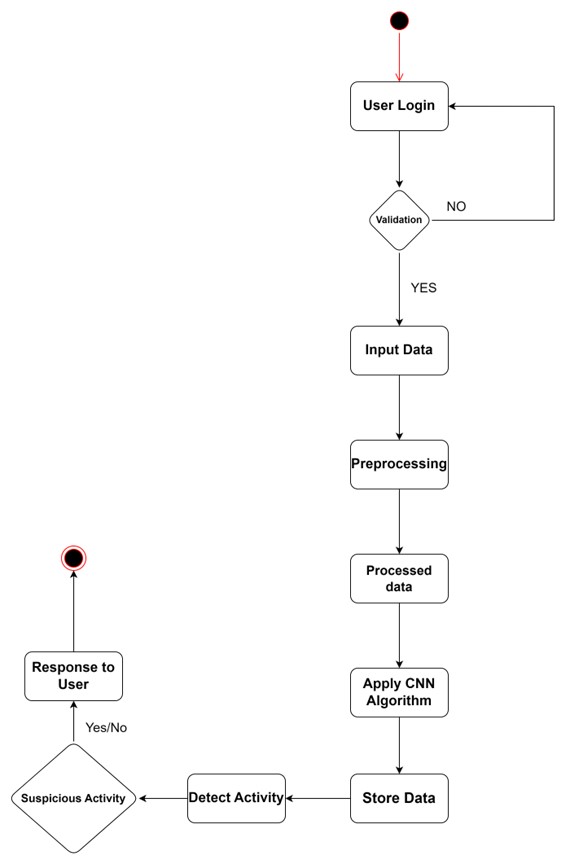 User Login
Validation
NO
YES
Input Data
Preprocessing
Processed
data
Apply CNN
Algorithm
Store Data
Detect Activity
Suspicious Activity
Yes/No
Response to
User